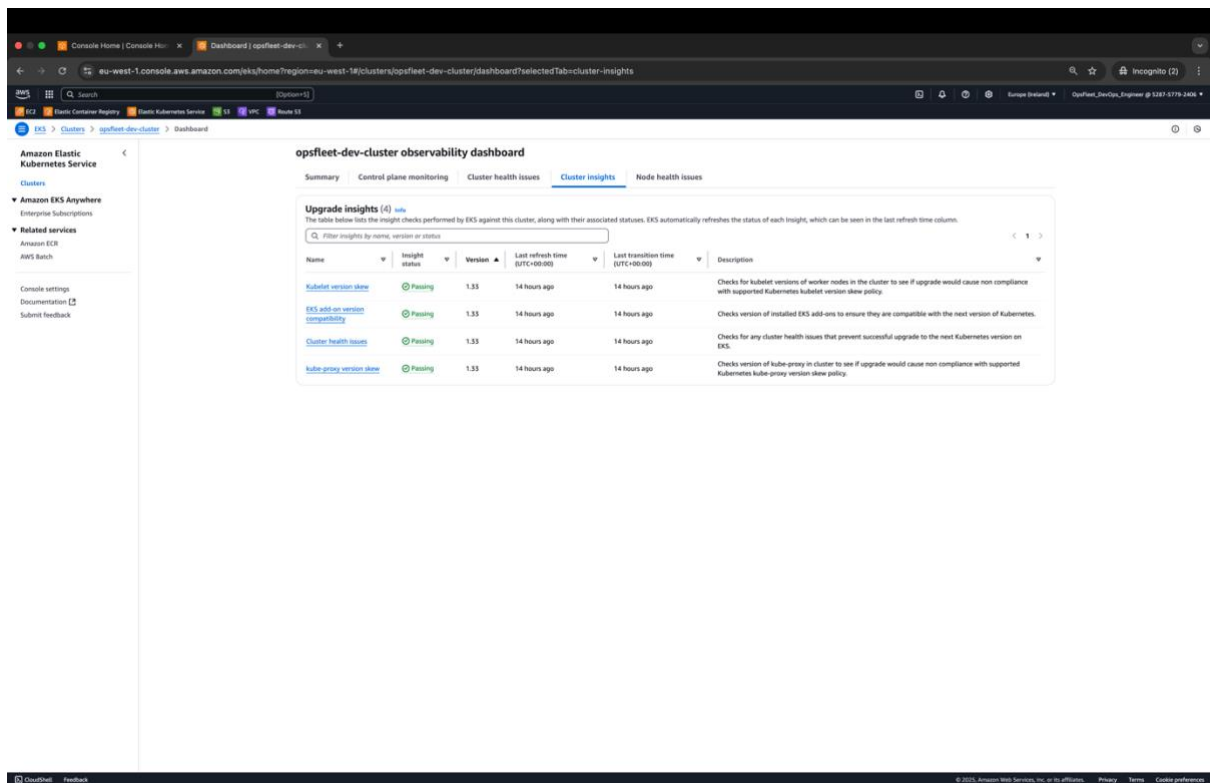 Console Home | Console Hom
Dashboard | opsfleet-dev-clu
eu-west-1.console.aws.amazon.com/eks/home?region=eu-west-1#/clusters/opsfleet-dev-cluster/dashboard?selectedTab=cluster-insights
Incognito (2)
aws
Search
[Option+S]
Europe (Ireland)
OpsFleet_DevOps_Engineer @ 5287-5779-2406
EC2 Elastic Container Registry Elastic Kubernetes Service S3 VPC Route 53
EKS > Clusters > opsfleet-dev-cluster > Dashboard
Amazon Elastic
Kubernetes Service
Clusters
Amazon EKS Anywhere
Enterprise Subscriptions
Related services
Amazon ECR
AWS Batch
Console settings
Documentation
Submit feedback
opsfleet-dev-cluster observability dashboard
Summary Control plane monitoring Cluster health issues Cluster insights Node health issues
Upgrade insights (4) Info
The table below lists the insight checks performed by EKS against this cluster, along with their associated statuses. EKS automatically refreshes the status of each Insight, which can be seen in the last refresh time column.
Filter insights by name, version or status
< 1 >
Name
Insight
status
Version
Last refresh time
(UTC+00:00)
Last transition time
(UTC+00:00)
Description
Kubelet version skew
Passing
1.33
14 hours ago
14 hours ago
Checks for kubelet versions of worker nodes in the cluster to see if upgrade would cause non compliance
with supported Kubernetes kubelet version skew policy.
EKS add-on version
compatibility
Passing
1.33
14 hours ago
14 hours ago
Checks version of installed EKS add-ons to ensure they are compatible with the next version of Kubernetes.
Cluster health issues
Passing
1.33
14 hours ago
14 hours ago
Checks for any cluster health issues that prevent successful upgrade to the next Kubernetes version on
EKS.
kube-proxy version skew
Passing
1.33
14 hours ago
14 hours ago
Checks version of kube-proxy in cluster to see if upgrade would cause non compliance with supported
Kubernetes kube-proxy version skew policy.
CloudShell Feedback
© 2025, Amazon Web Services, Inc. or its affiliates. Privacy Terms Cookie preferences